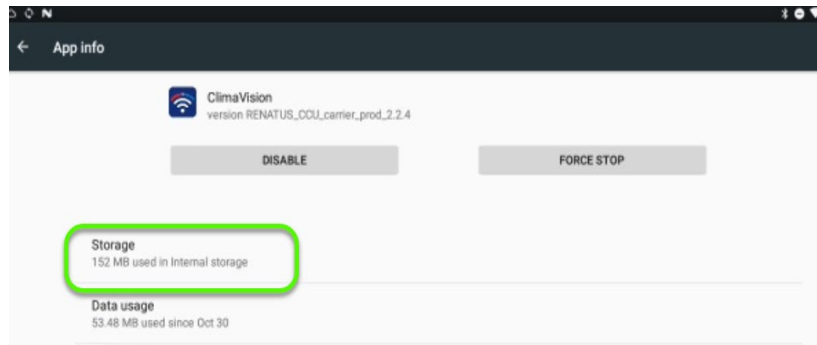 App info
ClimaVision
version RENATUS_CCU_carrier_prod_2.2.4
DISABLE FORCE STOP
Storage
152 MB used in Internal storage
Data usage
53.48 MB used since Oct 30